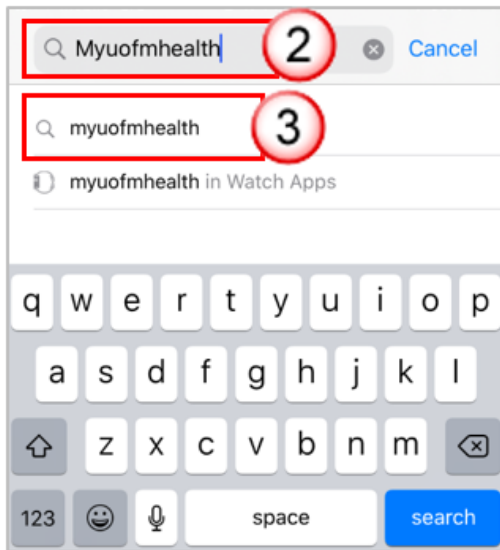 Myuofmhealth 2 Cancel
myuofmhealth 3
myuofmhealth in Watch Apps
q w e r t y u i o p
a s d f g h j k l
z x c v b n m
123 space search